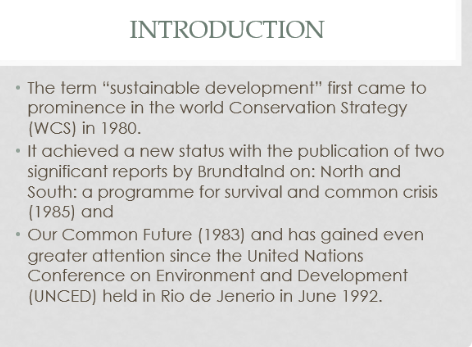 INTRODUCTION
• The term “sustainable development” first came to
prominence in the world Conservation Strategy
(WCS) in 1980.
• It achieved a new status with the publication of two
significant reports by Brundtalnd on: North and
South: a programme for survival and common crisis
(1985) and
• Our Common Future (1983) and has gained even
greater attention since the United Nations
Conference on Environment and Development
(UNCED) held in Rio de Jenerio in June 1992.